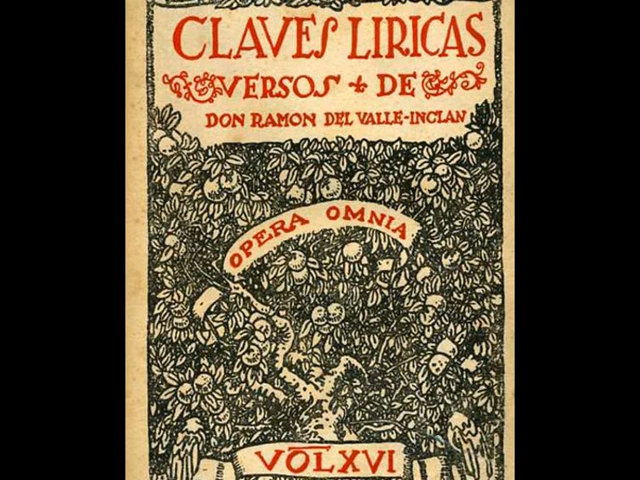 CLAVES LIRICAS
VERSOS + DE
DON RAMON DEL VALLE-INCLAN
OPERA OMNIA
VOL XVI